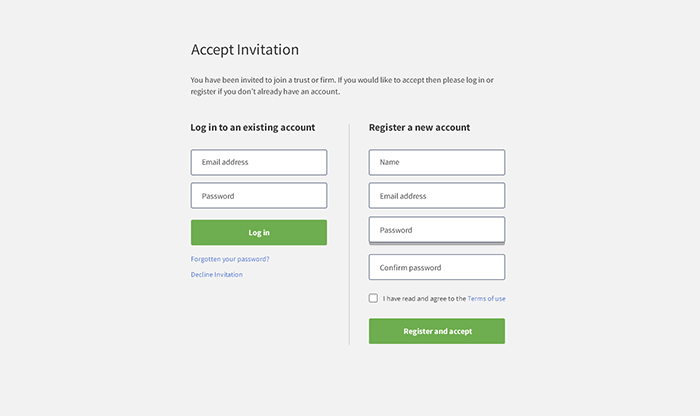 Accept Invitation
You have been invited to join a trust or firm. If you would like to accept then please log in or
register if you don't already have an account.
Log in to an existing account
Email address
Password
Log in
Forgotten your password?
Decline Invitation
Register a new account
Name
Email address
Password
Confirm password
I have read and agree to the Terms of use
Register and accept